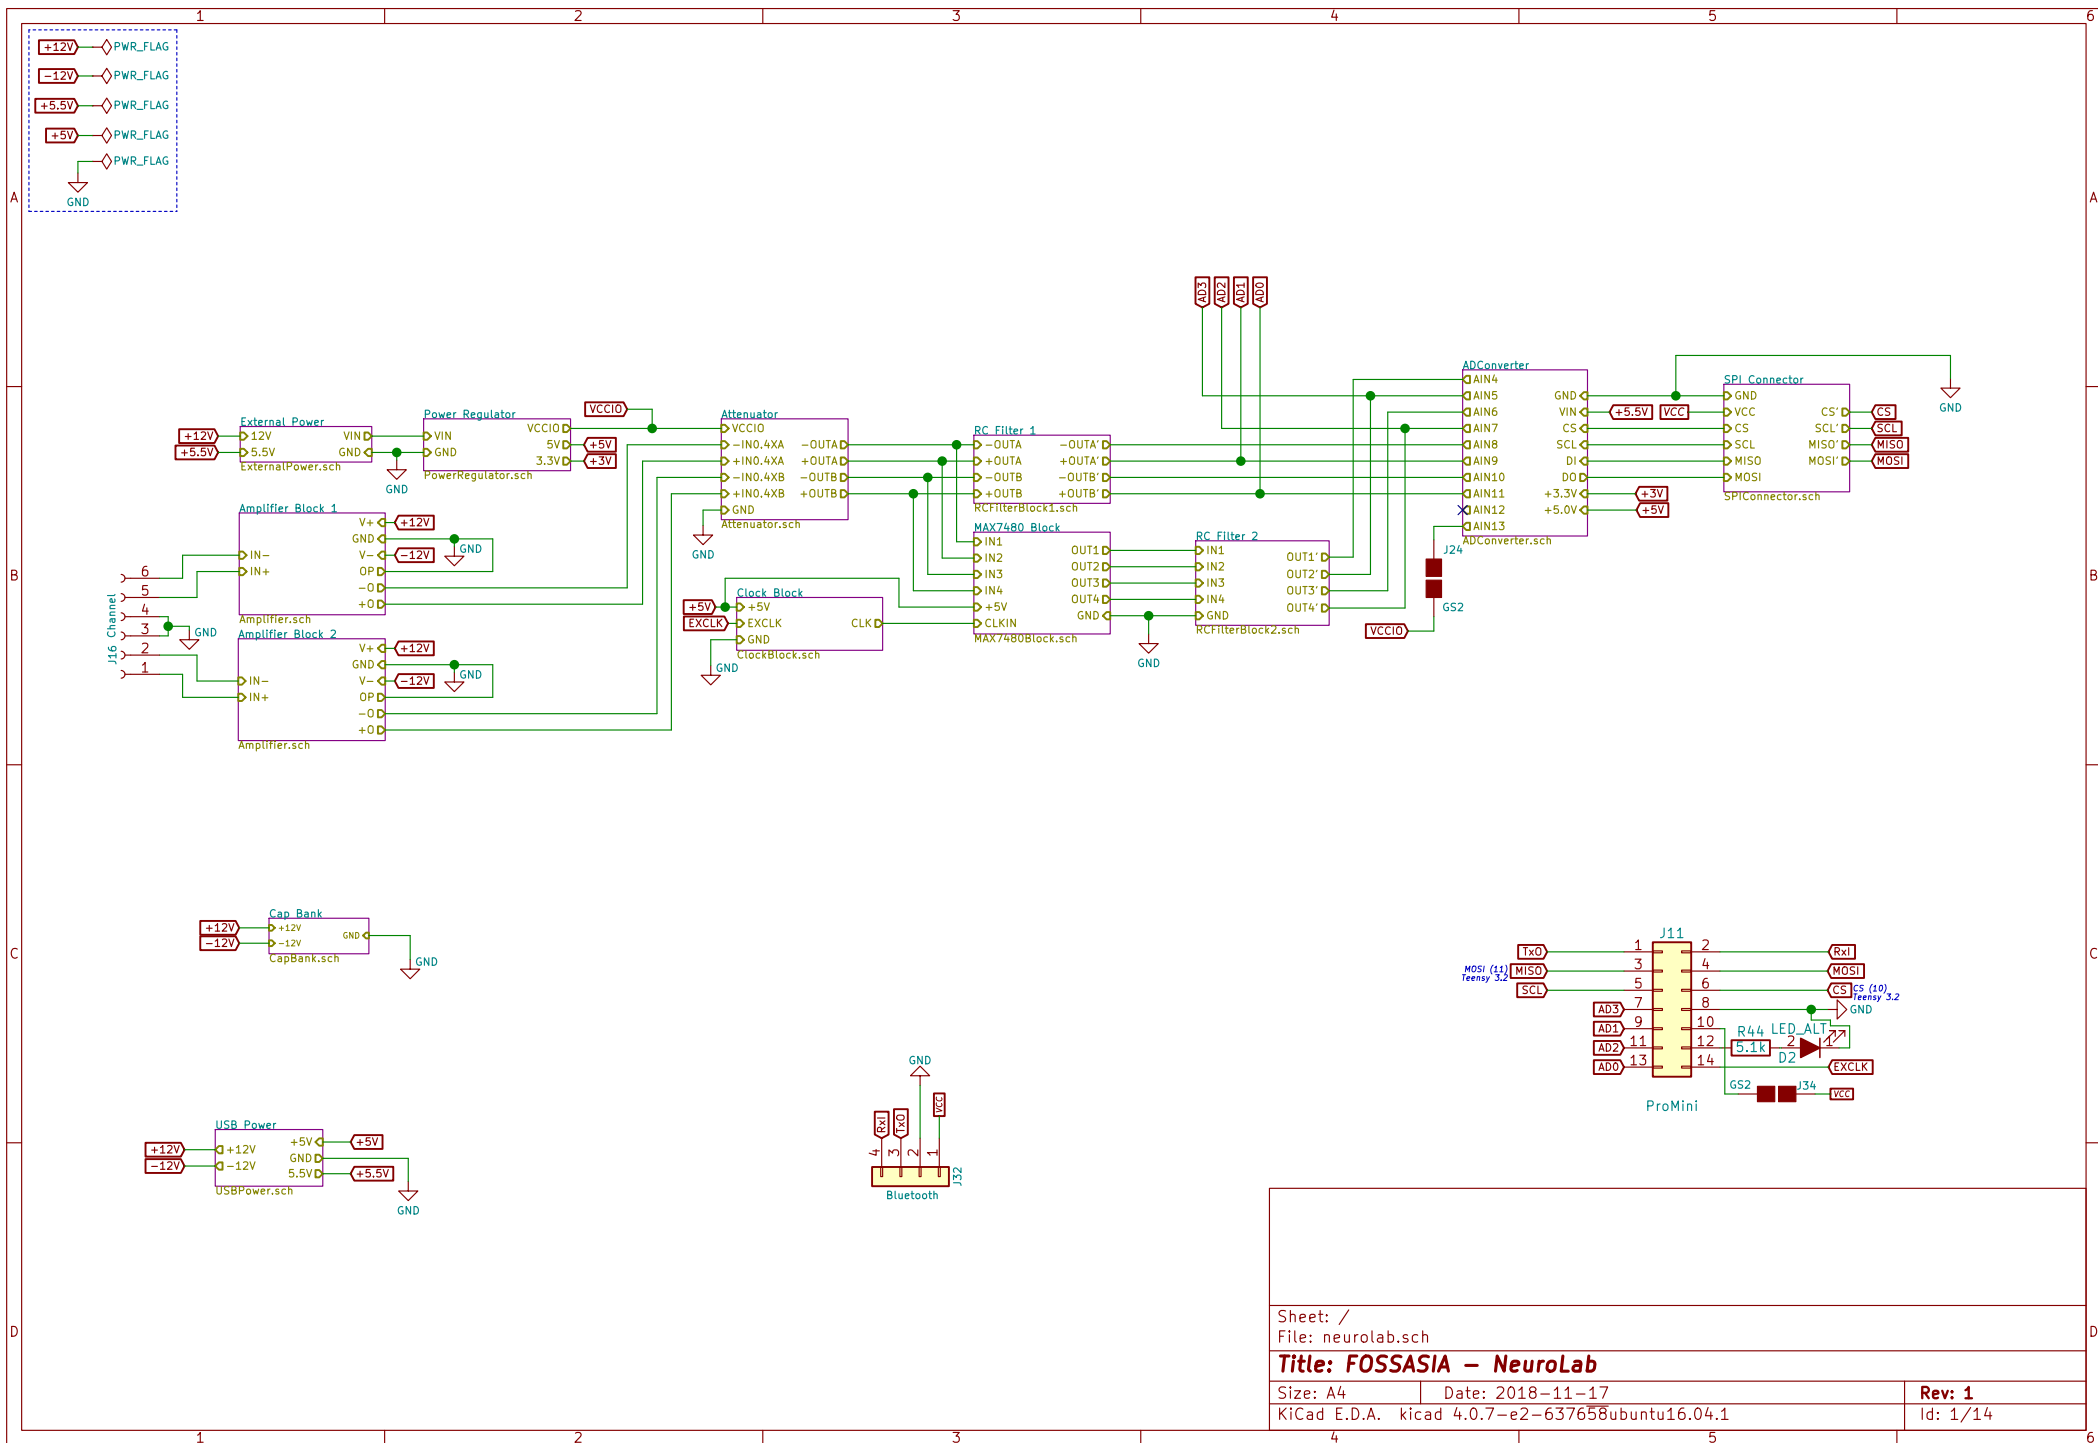 1 2 3 4 5 6
A
B
C
D
A
B
C
D
1 2 3 4 5 6
+12V PWR_FLAG
-12V PWR_FLAG
+5.5V PWR_FLAG
+5V PWR_FLAG
PWR_FLAG
GND
External Power
+12V 12V VIN
+5.5V 5.5V GND
ExternalPower.sch
GND
Power Regulator
VIN VCCIO
GND 5V +5V
3.3V +3V
PowerRegulator.sch
VCCIO
Amplifier Block 1
V+ +12V
GND GND
IN- V- -12V
IN+ OP
-O
+O
Amplifier.sch
J16 Channel
6
5
4
3
2
1
GND
Amplifier Block 2
V+ +12V
GND GND
IN- V- -12V
IN+ OP
-O
+O
Amplifier.sch
Attenuator
VCCIO
-IN0.4XA -OUTA
+IN0.4XA +OUTA
-IN0.4XB -OUTB
+IN0.4XB +OUTB
GND
Attenuator.sch
GND
Clock Block
+5V +5V
EXCLK EXCLK CLK
GND
ClockBlock.sch
GND
RC Filter 1
-OUTA -OUTA'
+OUTA +OUTA'
-OUTB -OUTB'
+OUTB +OUTB'
RCFilterBlock1.sch
MAX7480 Block
IN1 OUT1
IN2 OUT2
IN3 OUT3
IN4 OUT4
+5V GND
CLKIN
MAX7480Block.sch
GND
RC Filter 2
IN1 OUT1'
IN2 OUT2'
IN3 OUT3'
IN4 OUT4'
GND
RCFilterBlock2.sch
AD3 AD2 AD1 AD0
ADConverter
AIN4
AIN5 GND
AIN6 VIN +5.5V
AIN7 CS
AIN8 SCL
AIN9 DI
AIN10 DO
AIN11 +3.3V +3V
AIN12 +5.0V +5V
AIN13
ADConverter.sch
J24
GS2
VCCIO
SPI Connector
GND
VCC VCC CS' CS
CS SCL' SCL
SCL MISO' MISO
MISO MOSI' MOSI
MOSI
SPIConnector.sch
GND
Cap Bank
+12V +12V
-12V -12V GND
CapBank.sch
GND
USB Power
+12V +12V +5V +5V
-12V -12V GND
5.5V +5.5V
USBPower.sch
GND
GND
RxI TxO VCC
4 3 2 1
J32
Bluetooth
J11
TxO 1 2 RxI
MOSI (11)
Teensy 3.2
MISO 3 4 MOSI
SCL 5 6 CS
CS (10)
Teensy 3.2
AD3 7 8 GND
AD1 9 10
R44 LED_ALT
AD2 11 12 5.1k 2 1
D2
AD0 13 14 EXCLK
GS2 J34 VCC
ProMini
Sheet: /
File: neurolab.sch
Title: FOSSASIA - NeuroLab
Size: A4 Date: 2018-11-17 Rev: 1
KiCad E.D.A. kicad 4.0.7-e2-637658ubuntu16.04.1 Id: 1/14